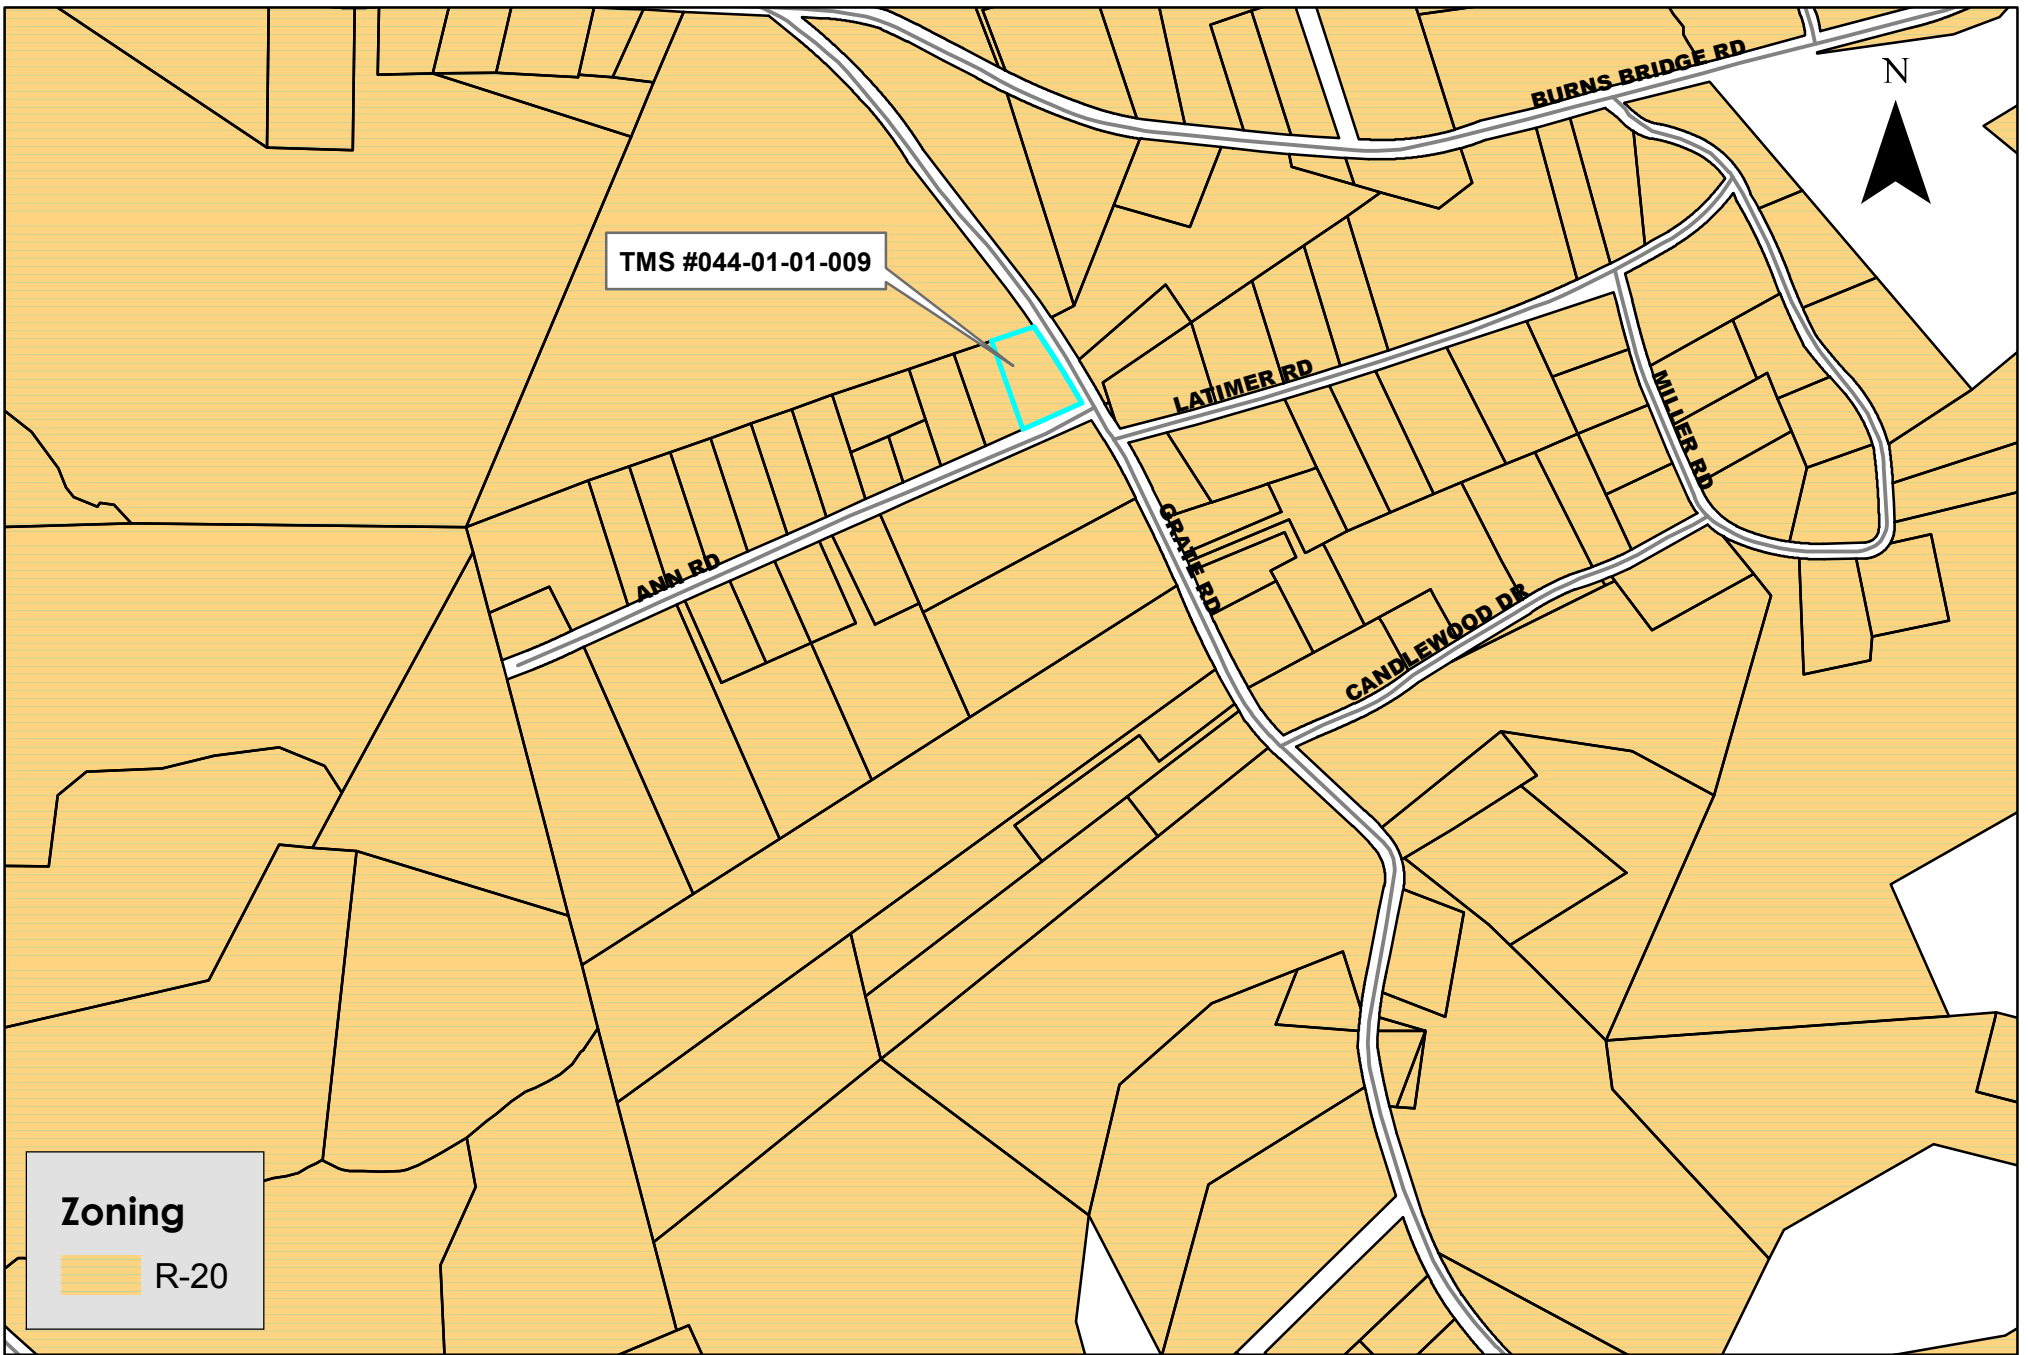 BURNS BRIDGE RD
N
TMS #044-01-01-009
LATIMER RD
MILLER RD
GRATE RD
ANN RD
CANDLEWOOD DR
Zoning
R-20